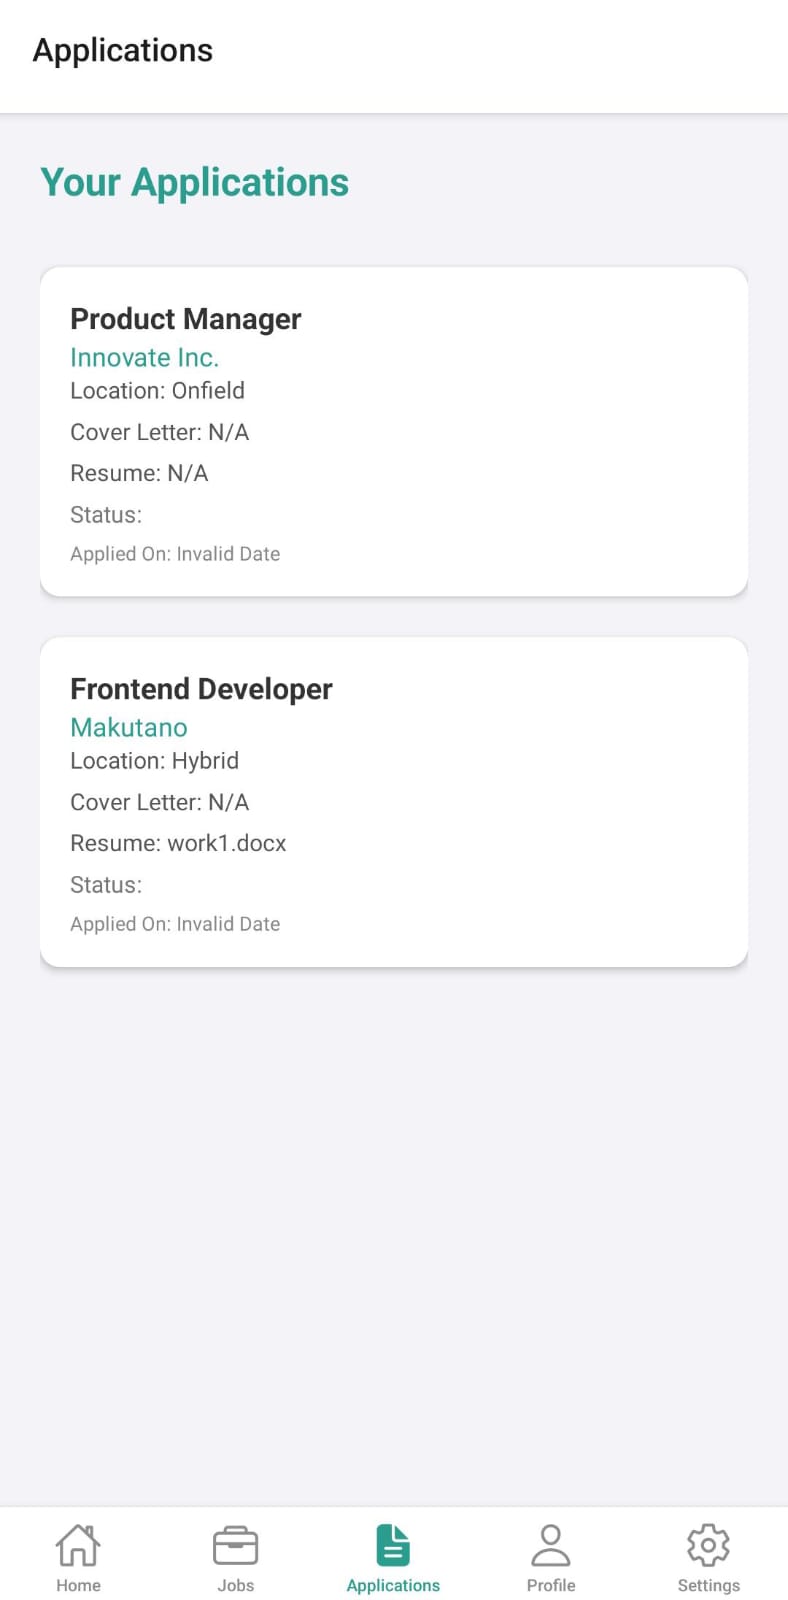 Applications
Your Applications
Product Manager
Innovate Inc.
Location: Onfield
Cover Letter: N/A
Resume: N/A
Status:
Applied On: Invalid Date
Frontend Developer
Makutano
Location: Hybrid
Cover Letter: N/A
Resume: work1.docx
Status:
Applied On: Invalid Date
Home Jobs Applications Profile Settings